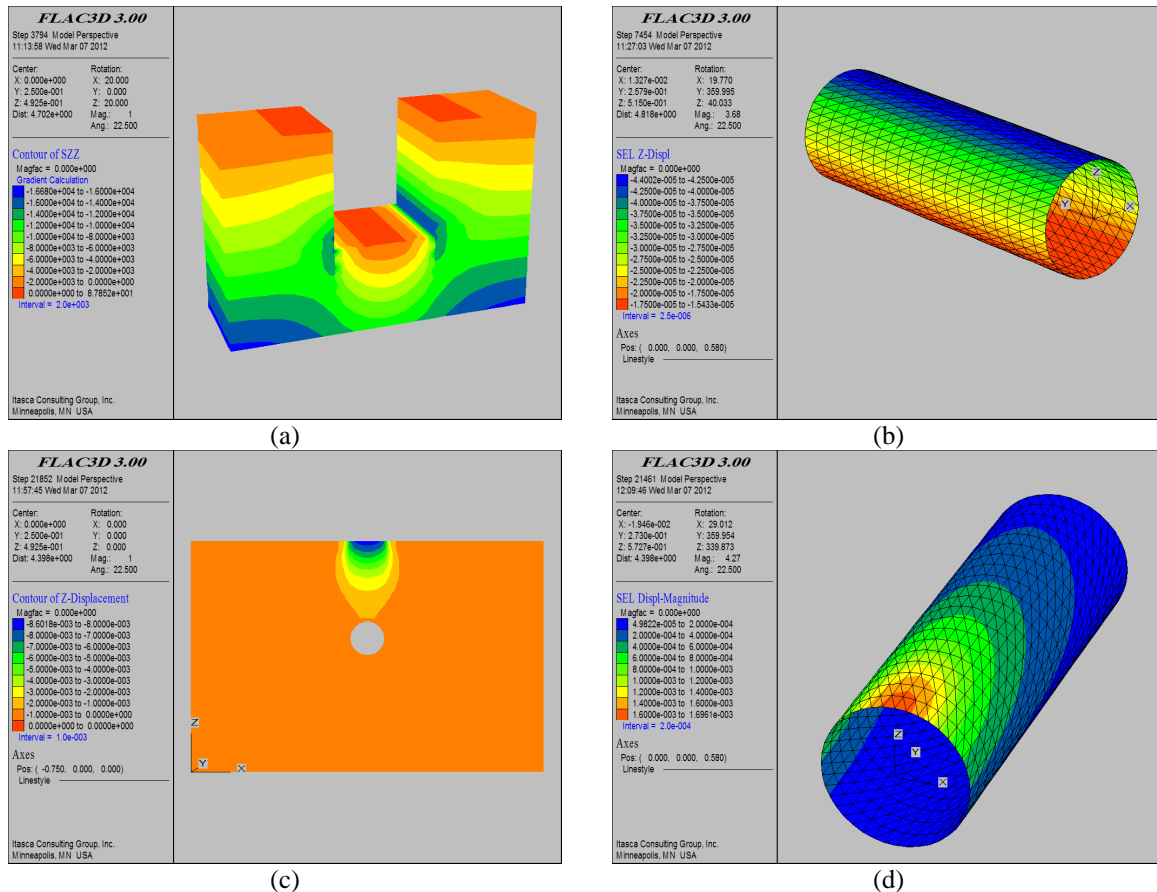 FLAC3D 3.00
Step 3794 Model Perspective
11:13:58 Wed Mar 07 2012
Center: Rotation:
X: 0.000e+000 X: 20.000
Y: 2.500e-001 Y: 0.000
Z: 4.925e-001 Z: 20.000
Dist: 4.702e+000 Mag.: 1
Ang.: 22.500
Contour of SZZ
Magfac = 0.000e+000
Gradient Calculation
-1.6680e+004 to -1.6000e+004
-1.6000e+004 to -1.4000e+004
-1.4000e+004 to -1.2000e+004
-1.2000e+004 to -1.0000e+004
-1.0000e+004 to -8.0000e+003
-8.0000e+003 to -6.0000e+003
-6.0000e+003 to -4.0000e+003
-4.0000e+003 to -2.0000e+003
-2.0000e+003 to 0.0000e+000
0.0000e+000 to 8.7852e+001
Interval = 2.0e+003
Itasca Consulting Group, Inc.
Minneapolis, MN USA
(a)
FLAC3D 3.00
Step 7454 Model Perspective
11:27:03 Wed Mar 07 2012
Center: Rotation:
X: 1.327e-002 X: 19.770
Y: 2.579e-001 Y: 359.995
Z: 5.150e-001 Z: 40.033
Dist: 4.818e+000 Mag.: 3.68
Ang.: 22.500
SEL Z-Displ
Magfac = 0.000e+000
-4.4002e-005 to -4.2500e-005
-4.2500e-005 to -4.0000e-005
-4.0000e-005 to -3.7500e-005
-3.7500e-005 to -3.5000e-005
-3.5000e-005 to -3.2500e-005
-3.2500e-005 to -3.0000e-005
-3.0000e-005 to -2.7500e-005
-2.7500e-005 to -2.5000e-005
-2.5000e-005 to -2.2500e-005
-2.2500e-005 to -2.0000e-005
-2.0000e-005 to -1.7500e-005
-1.7500e-005 to -1.5433e-005
Interval = 2.5e-006
Axes
Pos: ( 0.000, 0.000, 0.580)
Linestyle
Itasca Consulting Group, Inc.
Minneapolis, MN USA
Z
Y
X
(b)
FLAC3D 3.00
Step 21852 Model Perspective
11:57:45 Wed Mar 07 2012
Center: Rotation:
X: 0.000e+000 X: 0.000
Y: 2.500e-001 Y: 0.000
Z: 4.925e-001 Z: 0.000
Dist: 4.398e+000 Mag.: 1
Ang.: 22.500
Contour of Z-Displacement
Magfac = 0.000e+000
-8.6018e-003 to -8.0000e-003
-8.0000e-003 to -7.0000e-003
-7.0000e-003 to -6.0000e-003
-6.0000e-003 to -5.0000e-003
-5.0000e-003 to -4.0000e-003
-4.0000e-003 to -3.0000e-003
-3.0000e-003 to -2.0000e-003
-2.0000e-003 to -1.0000e-003
-1.0000e-003 to 0.0000e+000
0.0000e+000 to 0.0000e+000
Interval = 1.0e-003
Axes
Pos: ( -0.750, 0.000, 0.000)
Linestyle
Itasca Consulting Group, Inc.
Minneapolis, MN USA
Z
Y
X
(c)
FLAC3D 3.00
Step 21461 Model Perspective
12:09:46 Wed Mar 07 2012
Center: Rotation:
X: -1.946e-002 X: 29.012
Y: 2.730e-001 Y: 359.954
Z: 5.727e-001 Z: 339.873
Dist: 4.398e+000 Mag.: 4.27
Ang.: 22.500
SEL Displ-Magnitude
Magfac = 0.000e+000
4.9822e-005 to 2.0000e-004
2.0000e-004 to 4.0000e-004
4.0000e-004 to 6.0000e-004
6.0000e-004 to 8.0000e-004
8.0000e-004 to 1.0000e-003
1.0000e-003 to 1.2000e-003
1.2000e-003 to 1.4000e-003
1.4000e-003 to 1.6000e-003
1.6000e-003 to 1.6961e-003
Interval = 2.0e-004
Axes
Pos: ( 0.000, 0.000, 0.580)
Linestyle
Itasca Consulting Group, Inc.
Minneapolis, MN USA
Z
Y
X
(d)